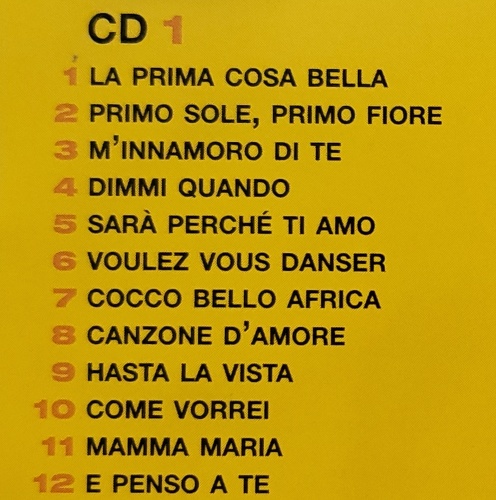 CD 1
1 LA PRIMA COSA BELLA
2 PRIMO SOLE, PRIMO FIORE
3 M'INNAMORO DI TE
4 DIMMI QUANDO
5 SARÀ PERCHÉ TI AMO
6 VOULEZ VOUS DANSER
7 COCCO BELLO AFRICA
8 CANZONE D'AMORE
9 HASTA LA VISTA
10 COME VORREI
11 MAMMA MARIA
12 E PENSO A TE